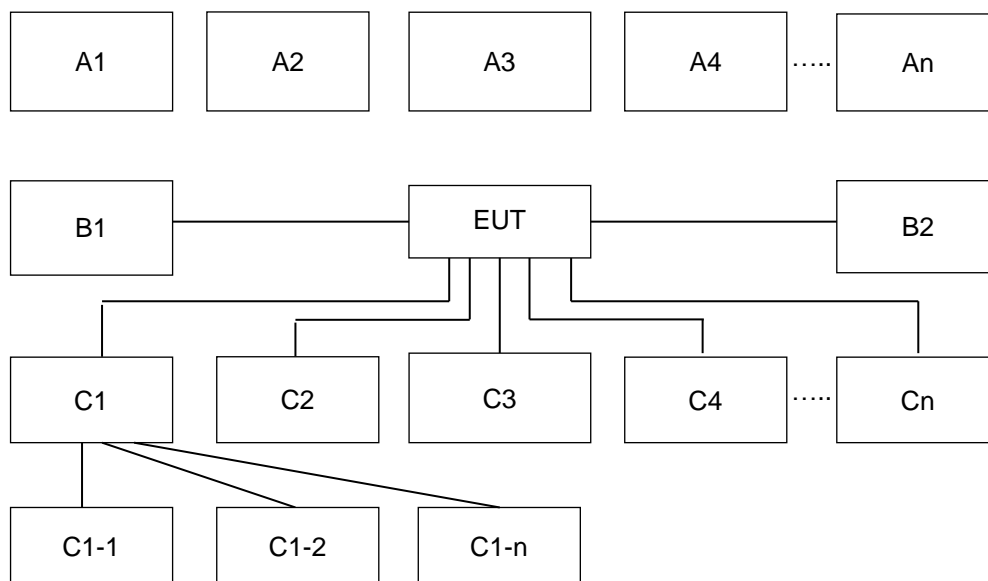 A1 A2 A3 A4 ….. An
B1 EUT B2
C1 C2 C3 C4 ….. Cn
C1-1 C1-2 C1-n